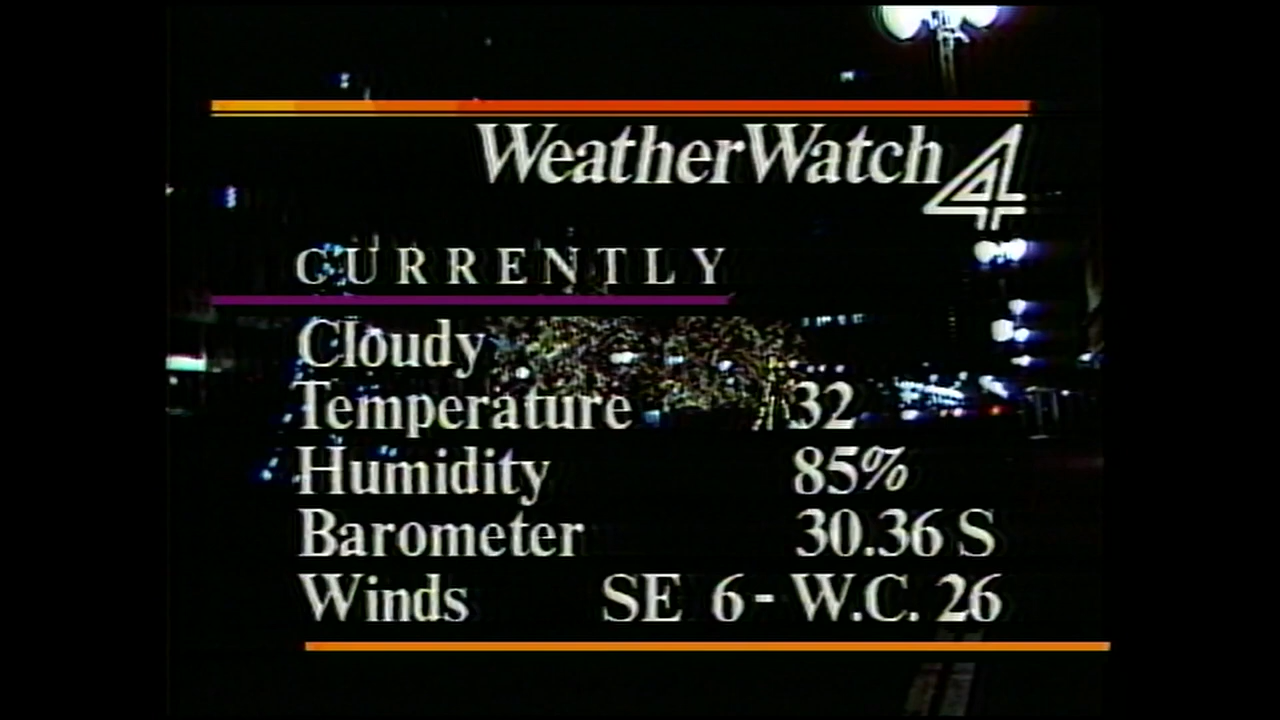 WeatherWatch 4
CURRENTLY
Cloudy
Temperature 32
Humidity 85%
Barometer 30.36 S
Winds SE 6 - W.C. 26